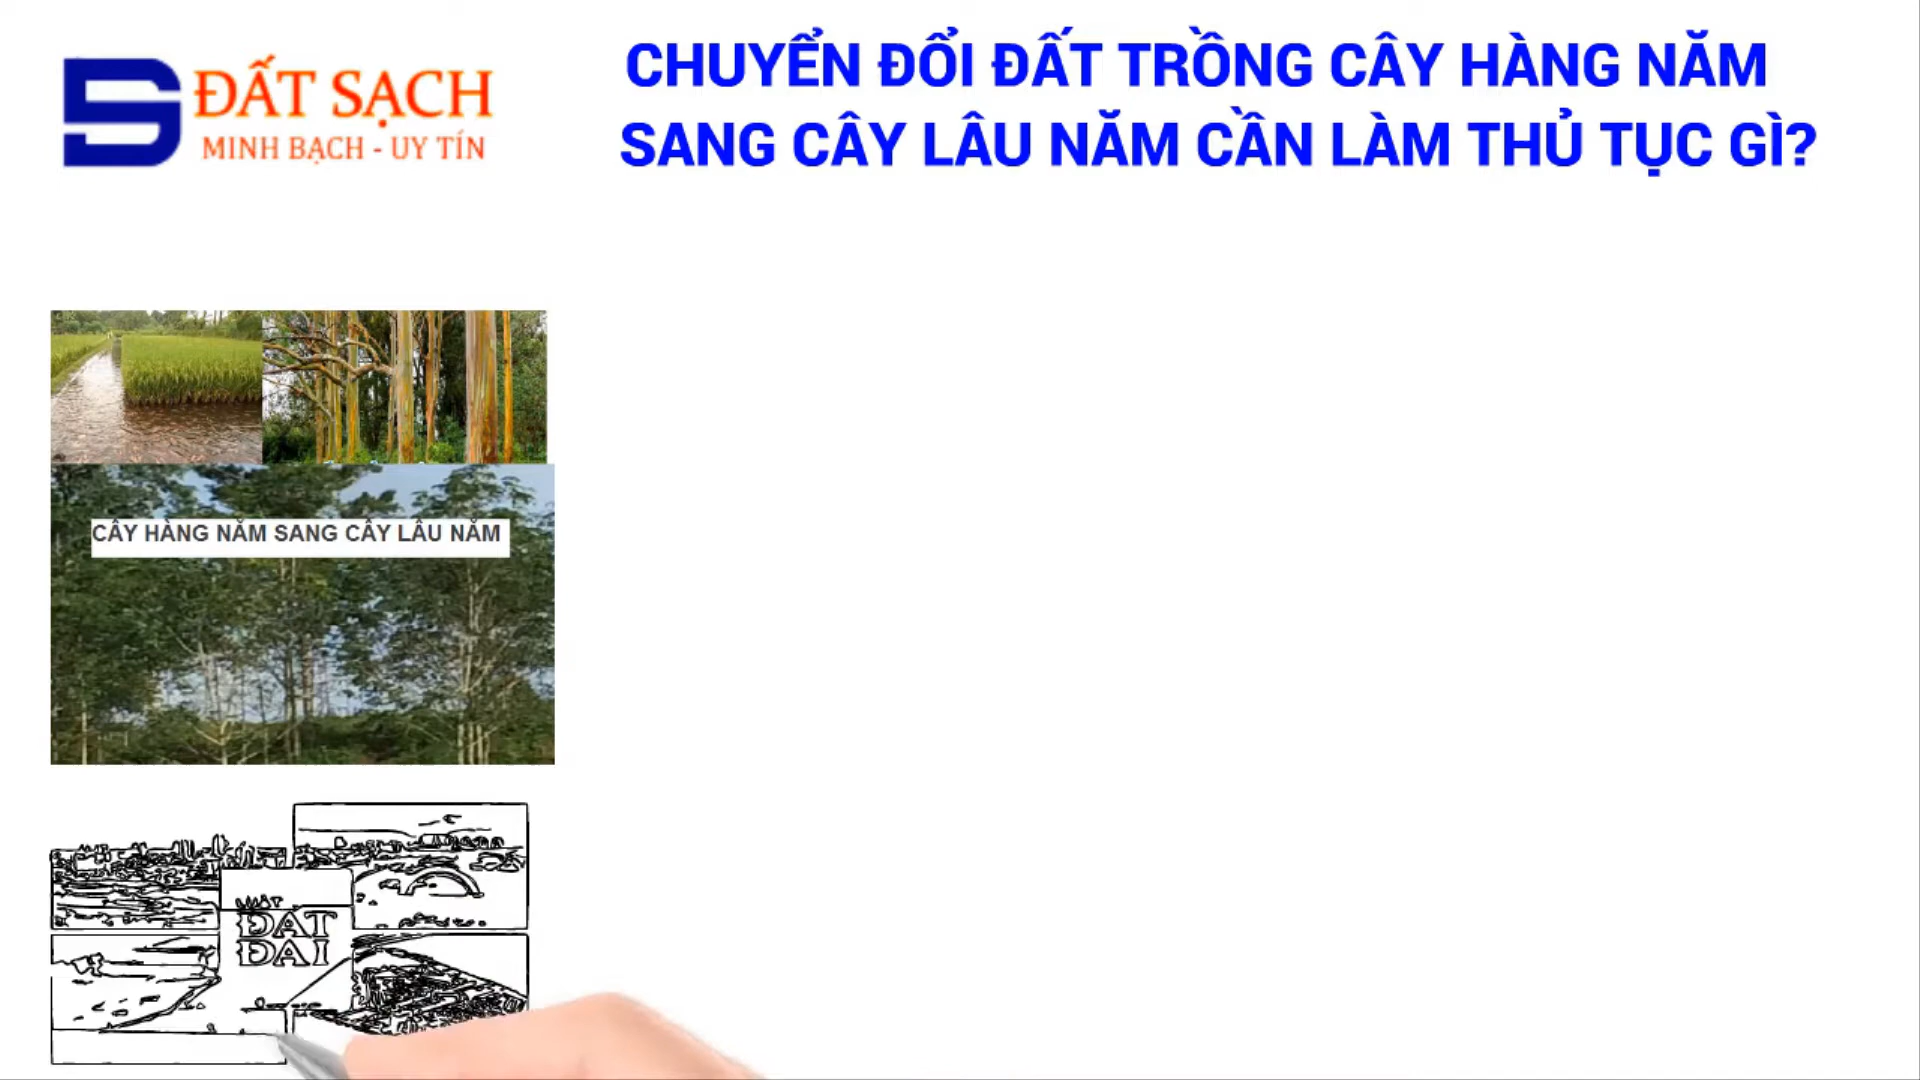 ĐẤT SẠCH
MINH BẠCH - UY TÍN
CHUYỂN ĐỔI ĐẤT TRỒNG CÂY HÀNG NĂM
SANG CÂY LÂU NĂM CẦN LÀM THỦ TỤC GÌ?
CÂY HÀNG NĂM SANG CÂY LÂU NĂM
LUẬT
ĐẤT
ĐAI